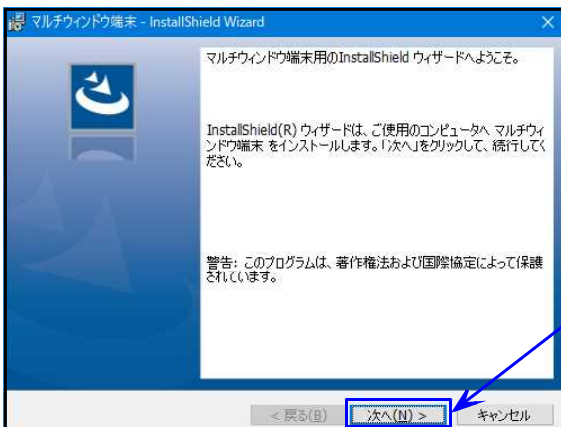 マルチウィンドウ端末 - InstallShield Wizard
マルチウィンドウ端末用のInstallShield ウィザードへようこそ。
InstallShield(R) ウィザードは、ご使用のコンピュータへ マルチウィ
ンドウ端末 をインストールします。「次へ」をクリックして、続行してく
ださい。
警告: このプログラムは、著作権法および国際協定によって保護
されています。
< 戻る(B)
次へ(N) >
キャンセル